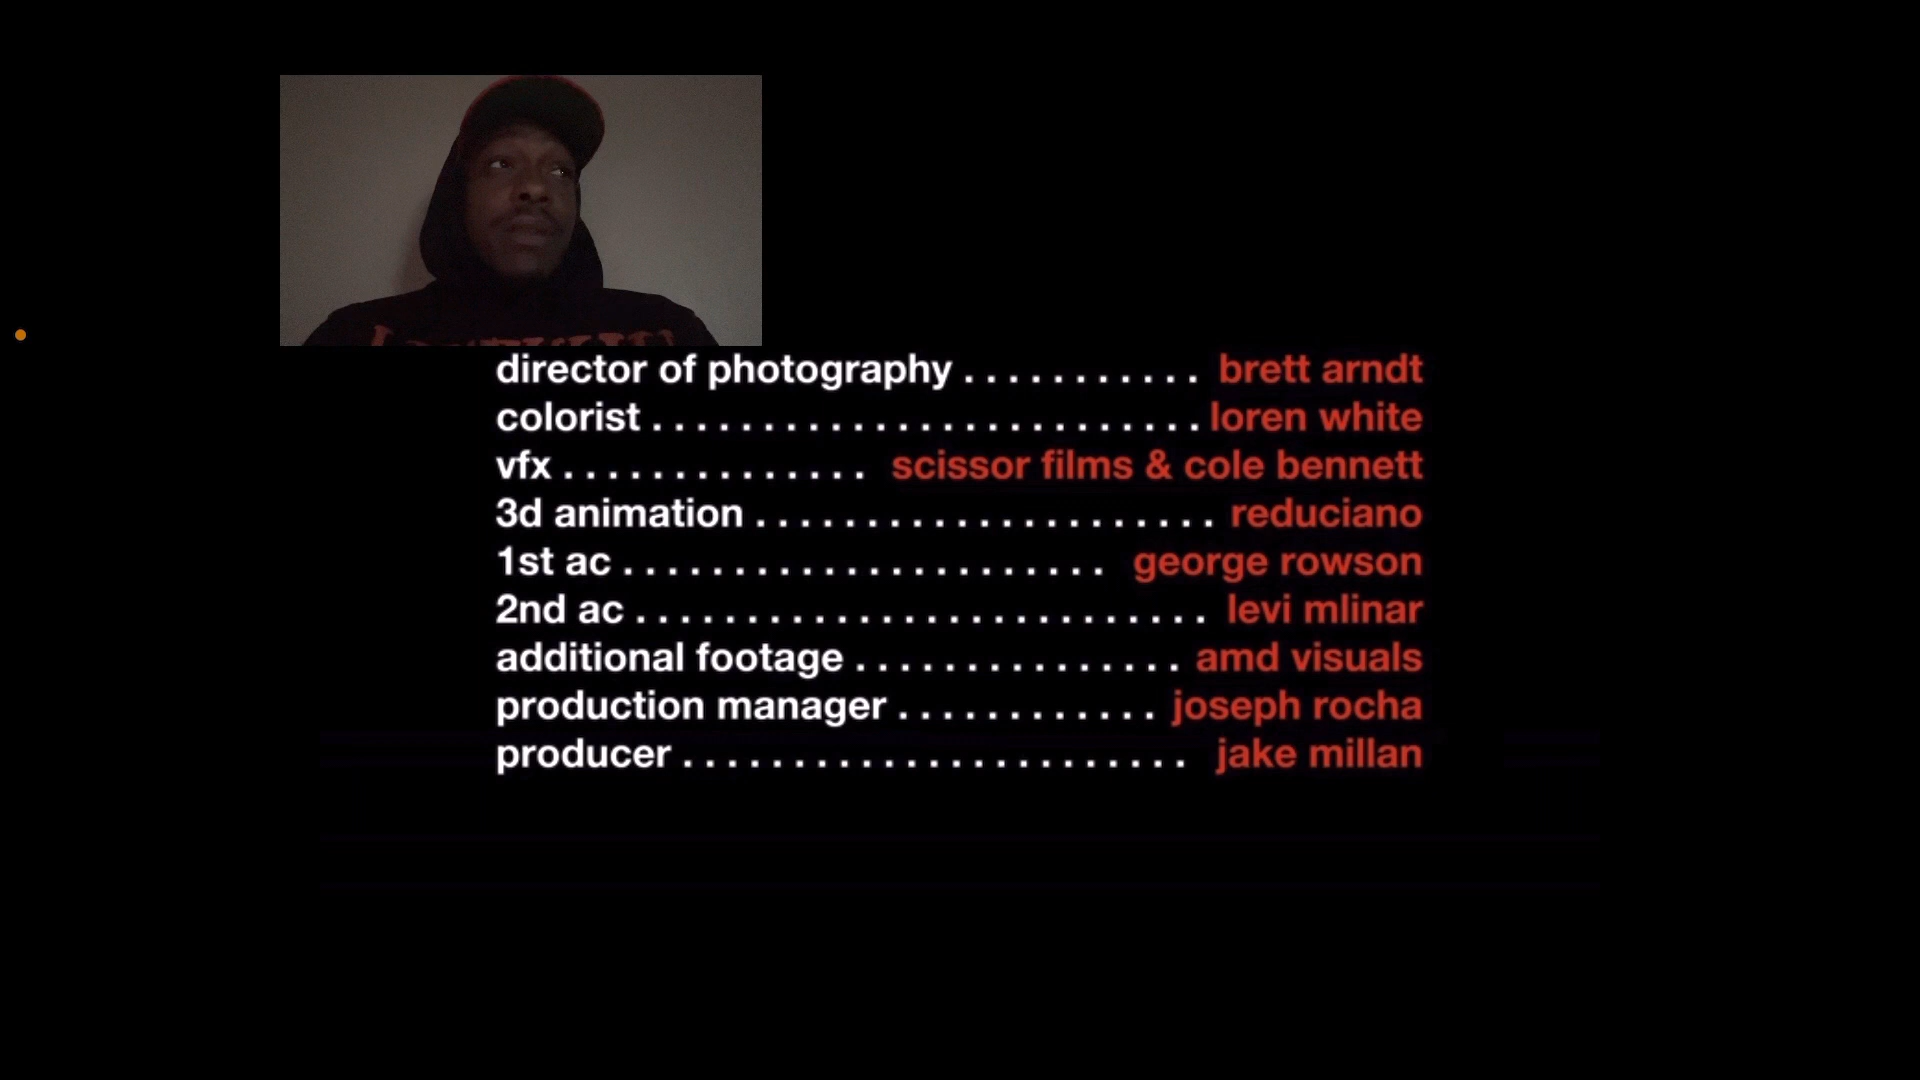 director of photography . . . . . . . . . . . brett arndt
colorist . . . . . . . . . . . . . . . . . . . . . . . . . loren white
vfx . . . . . . . . . . . . . . scissor films & cole bennett
3d animation . . . . . . . . . . . . . . . . . . . . . reduciano
1st ac . . . . . . . . . . . . . . . . . . . . . . george rowson
2nd ac . . . . . . . . . . . . . . . . . . . . . . . . . . levi mlinar
additional footage . . . . . . . . . . . . . . . amd visuals
production manager . . . . . . . . . . . . joseph rocha
producer . . . . . . . . . . . . . . . . . . . . . . . jake millan